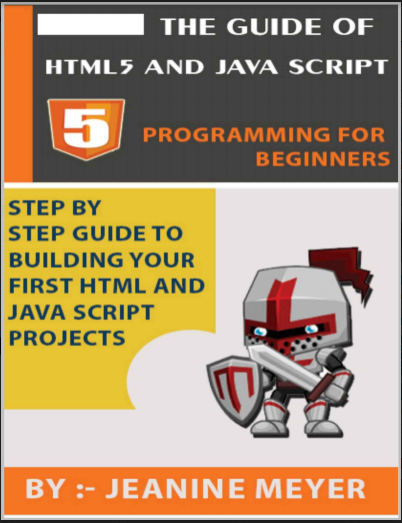 THE GUIDE OF
HTML5 AND JAVA SCRIPT
5
PROGRAMMING FOR
BEGINNERS
STEP BY
STEP GUIDE TO
BUILDING YOUR
FIRST HTML AND
JAVA SCRIPT
PROJECTS
BY :- JEANINE MEYER